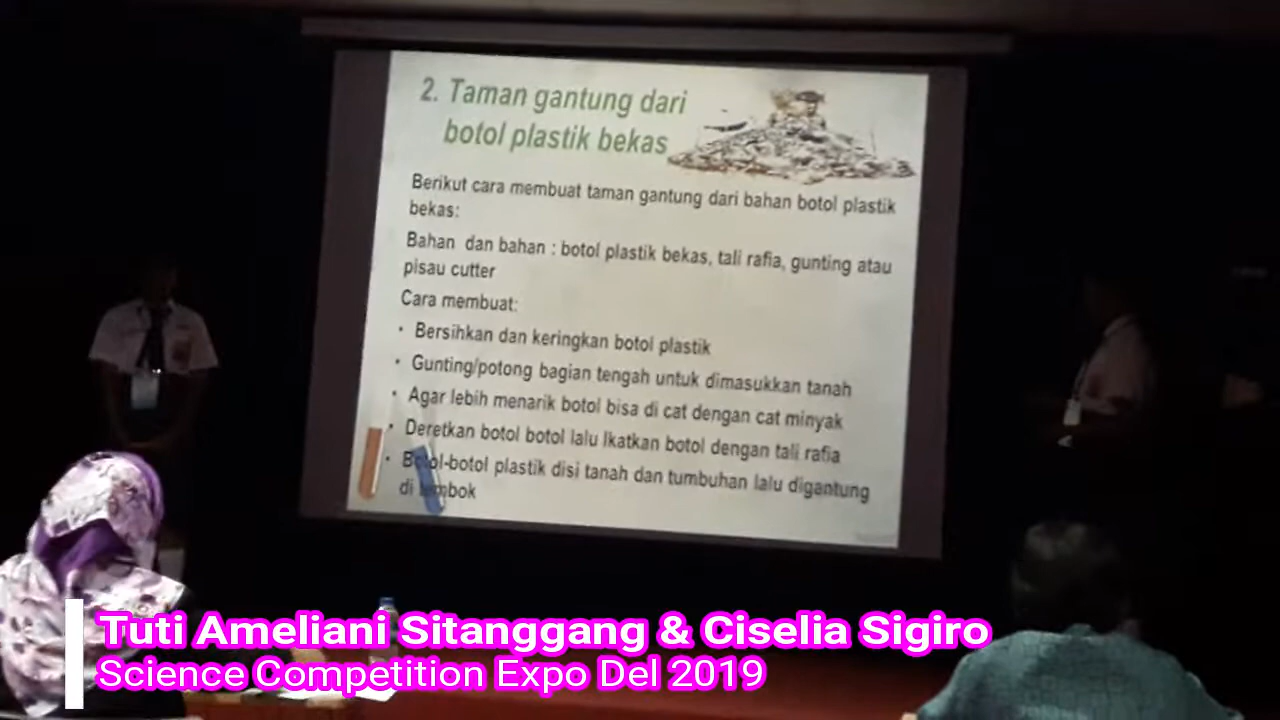 2. Taman gantung dari
botol plastik bekas
Berikut cara membuat taman gantung dari bahan botol plastik
bekas:
Bahan dan bahan : botol plastik bekas, tali rafia, gunting atau
pisau cutter
Cara membuat:
• Bersihkan dan keringkan botol plastik
• Gunting/potong bagian tengah untuk dimasukkan tanah
• Agar lebih menarik botol bisa di cat dengan cat minyak
• Deretkan botol botol lalu Ikatkan botol dengan tali rafia
• Botol-botol plastik disi tanah dan tumbuhan lalu digantung
di tembok
Tuti Ameliani Sitanggang & Ciselia Sigiro
Science Competition Expo Del 2019